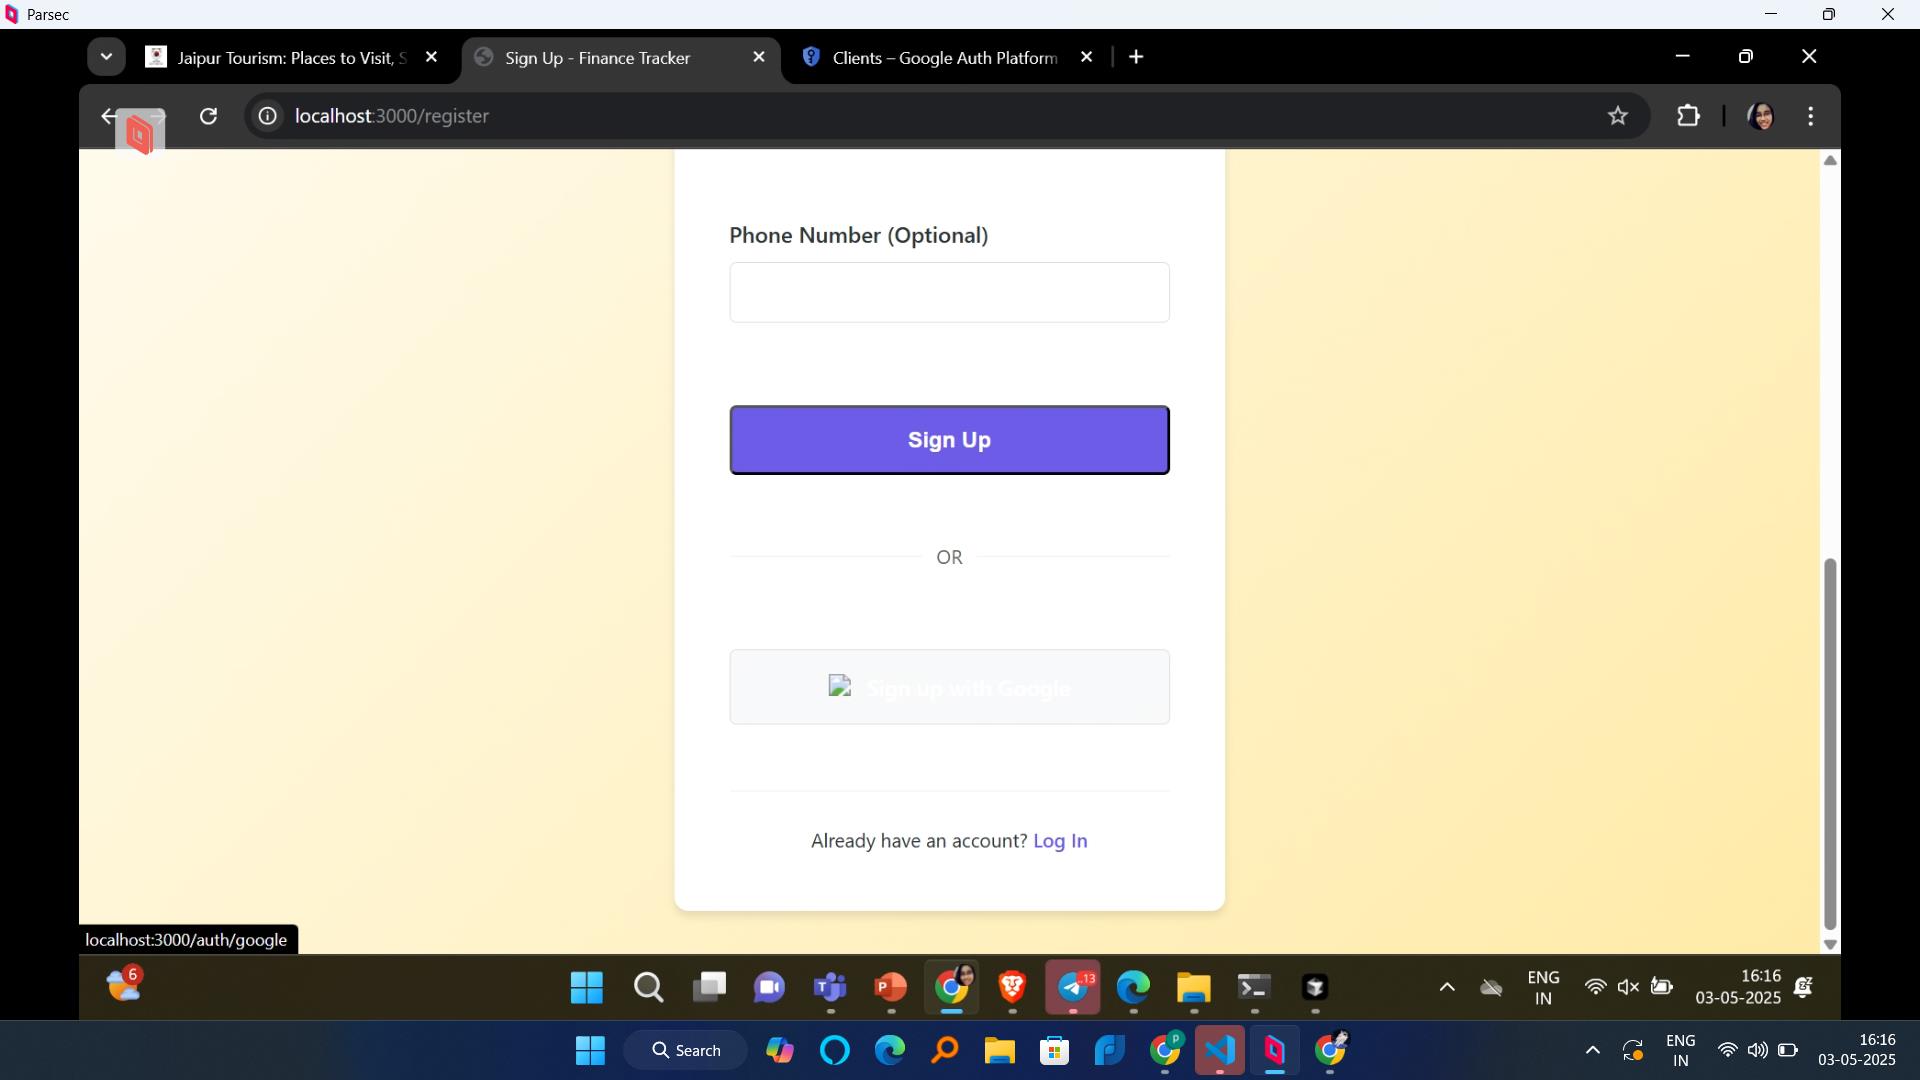 Parsec
Jaipur Tourism: Places to Visit, S
Sign Up - Finance Tracker
Clients – Google Auth Platform
localhost:3000/register
Phone Number (Optional)
Sign Up
OR
Sign up with Google
Already have an account? Log In
localhost:3000/auth/google
6
13
ENG
IN
16:16
03-05-2025
Search
ENG
IN
16:16
03-05-2025